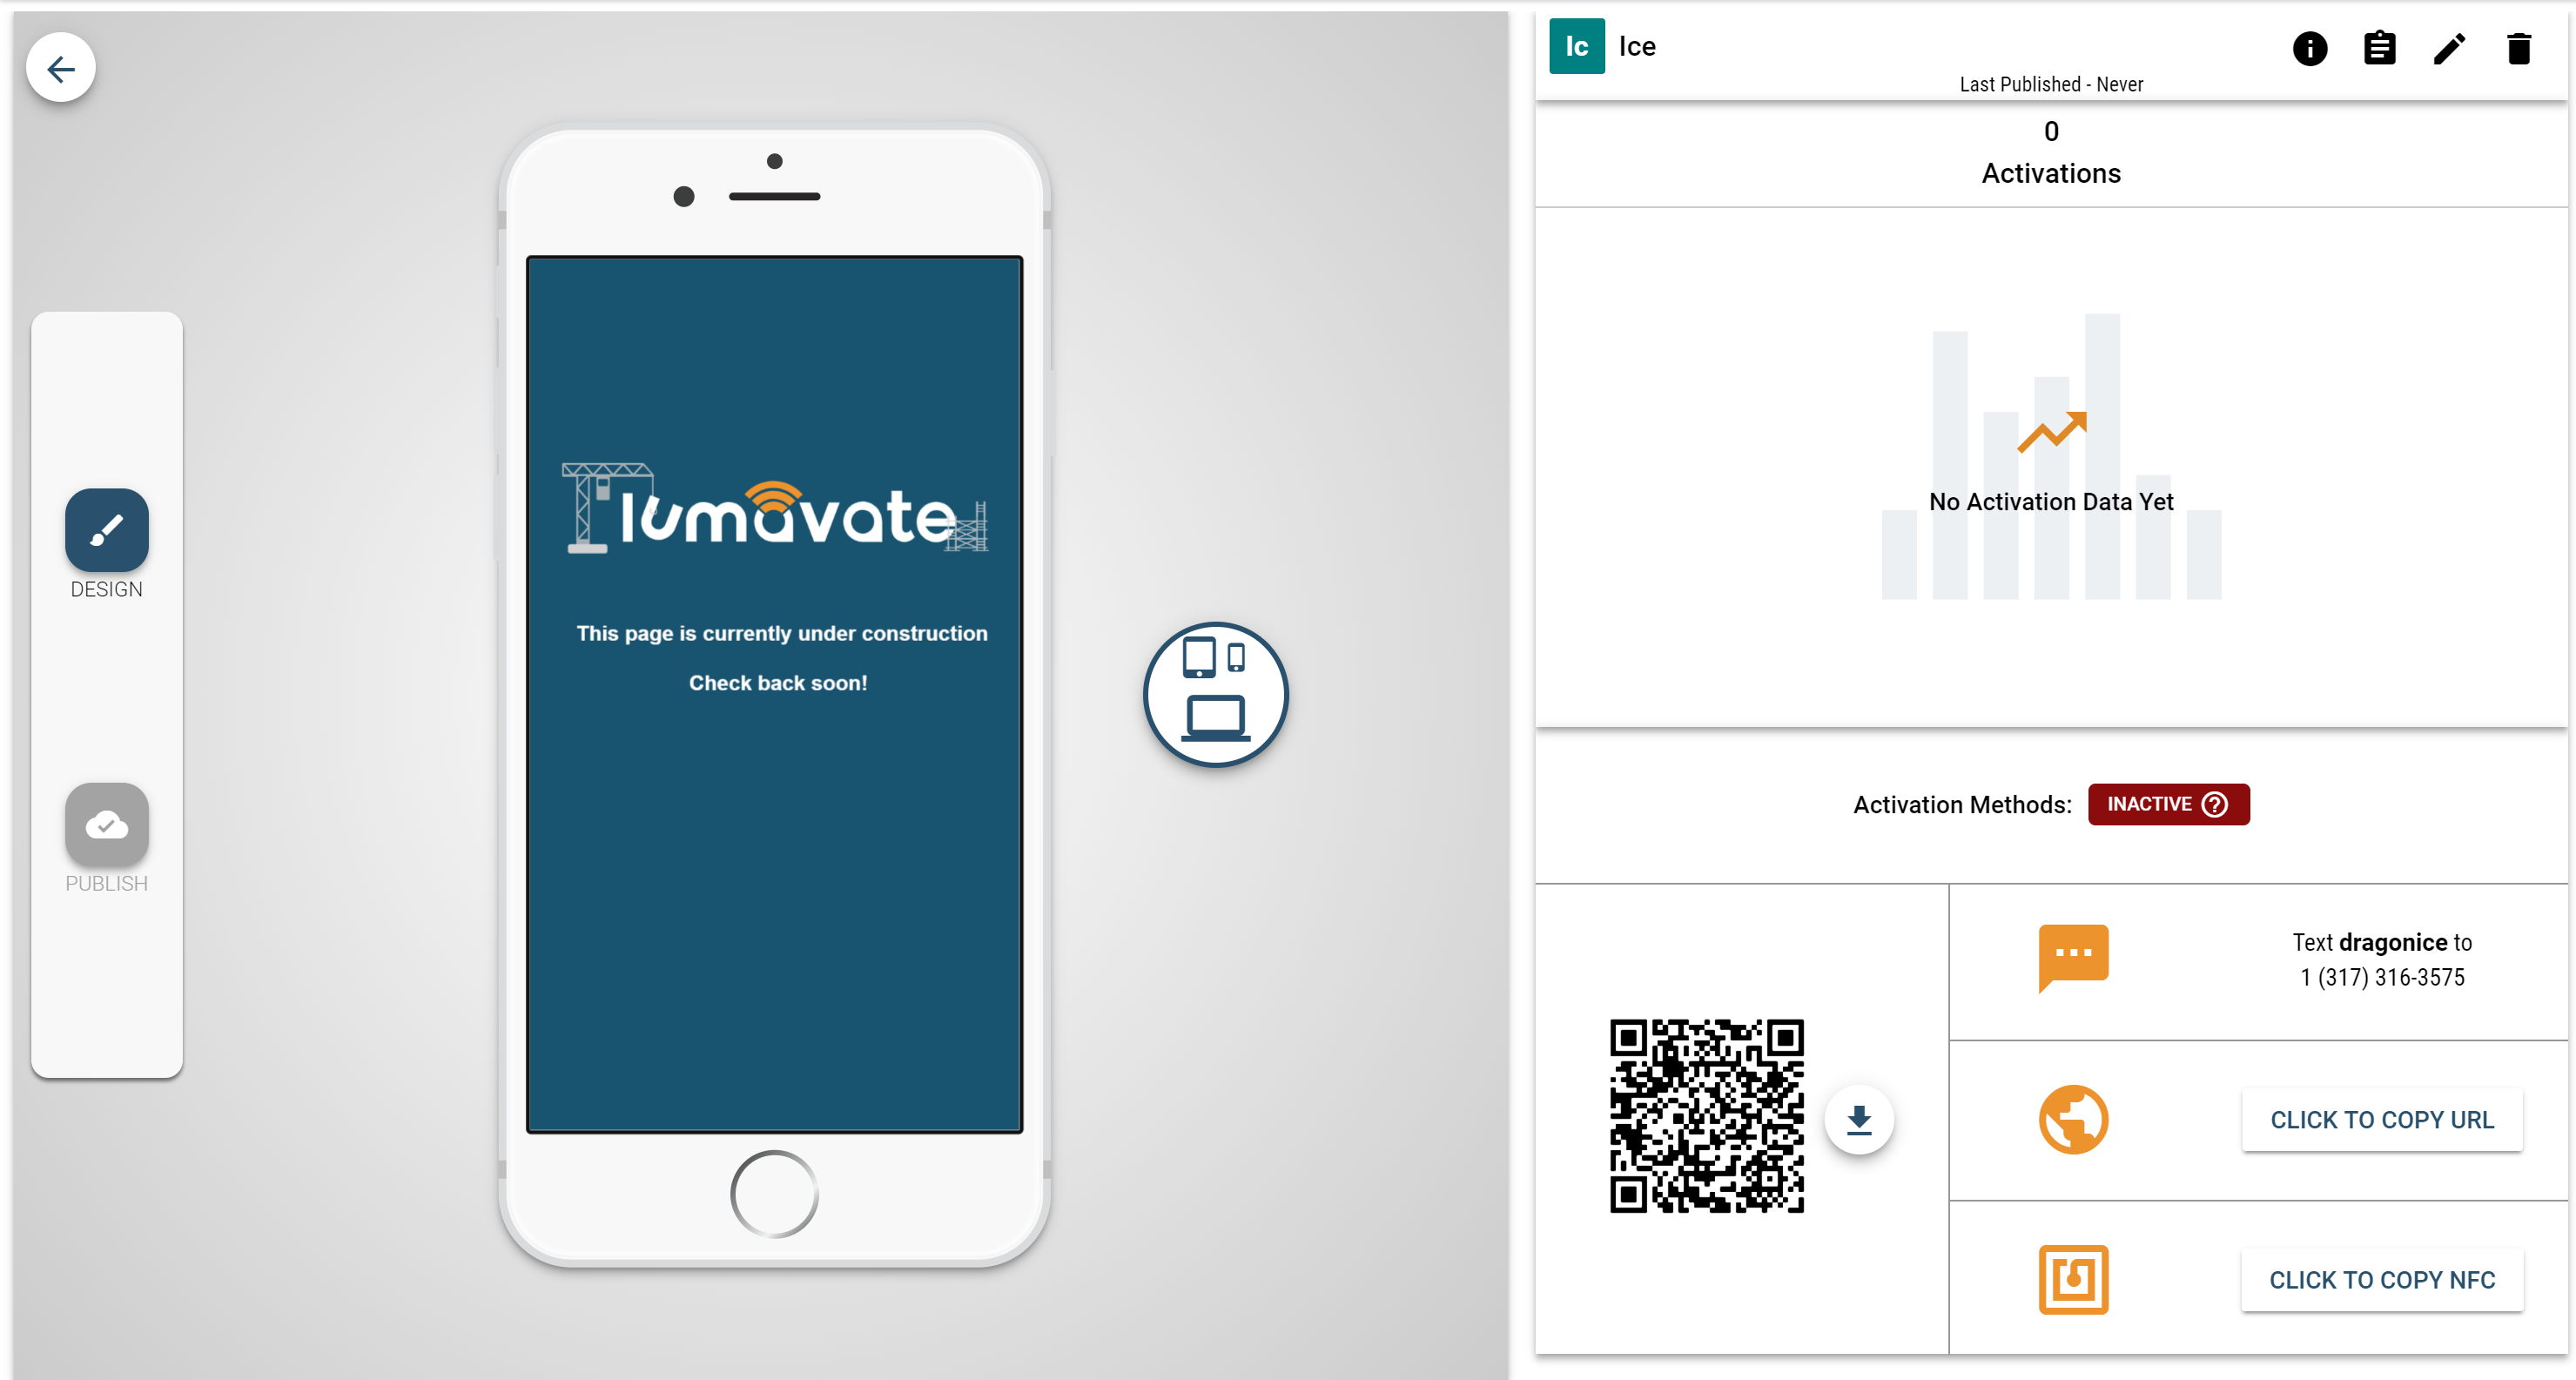 DESIGN
PUBLISH
lumavate
This page is currently under construction
Check back soon!
Ic
Ice
Last Published - Never
0
Activations
No Activation Data Yet
Activation Methods:
INACTIVE
Text dragonice to
1 (317) 316-3575
CLICK TO COPY URL
CLICK TO COPY NFC